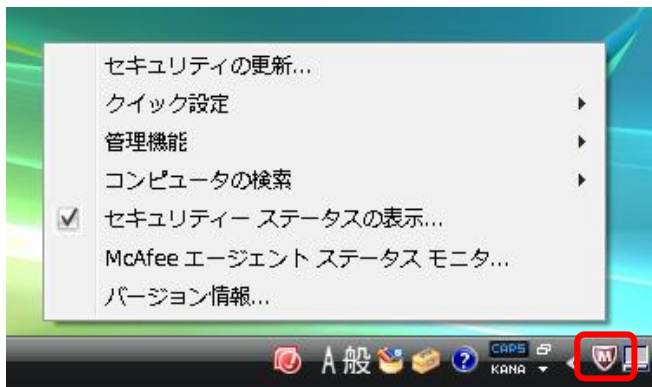 セキュリティの更新...
クイック設定
管理機能
コンピュータの検索
セキュリティー ステータスの表示...
McAfee エージェント ステータス モニタ...
バージョン情報...
A 般 ? CAPS M
KANA